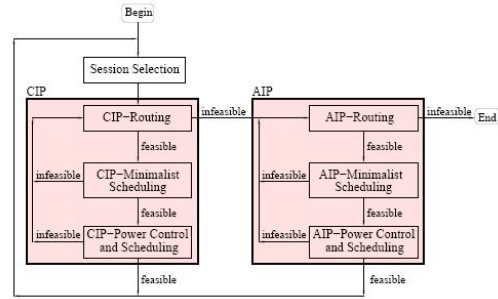 Begin
Session Selection
CIP
AIP
CIP-Routing
infeasible
AIP-Routing
infeasible
End
feasible
feasible
infeasible
CIP-Minimalist
Scheduling
infeasible
AIP-Minimalist
Scheduling
feasible
feasible
infeasible
CIP-Power Control
and Scheduling
infeasible
AIP-Power Control
and Scheduling
feasible
feasible